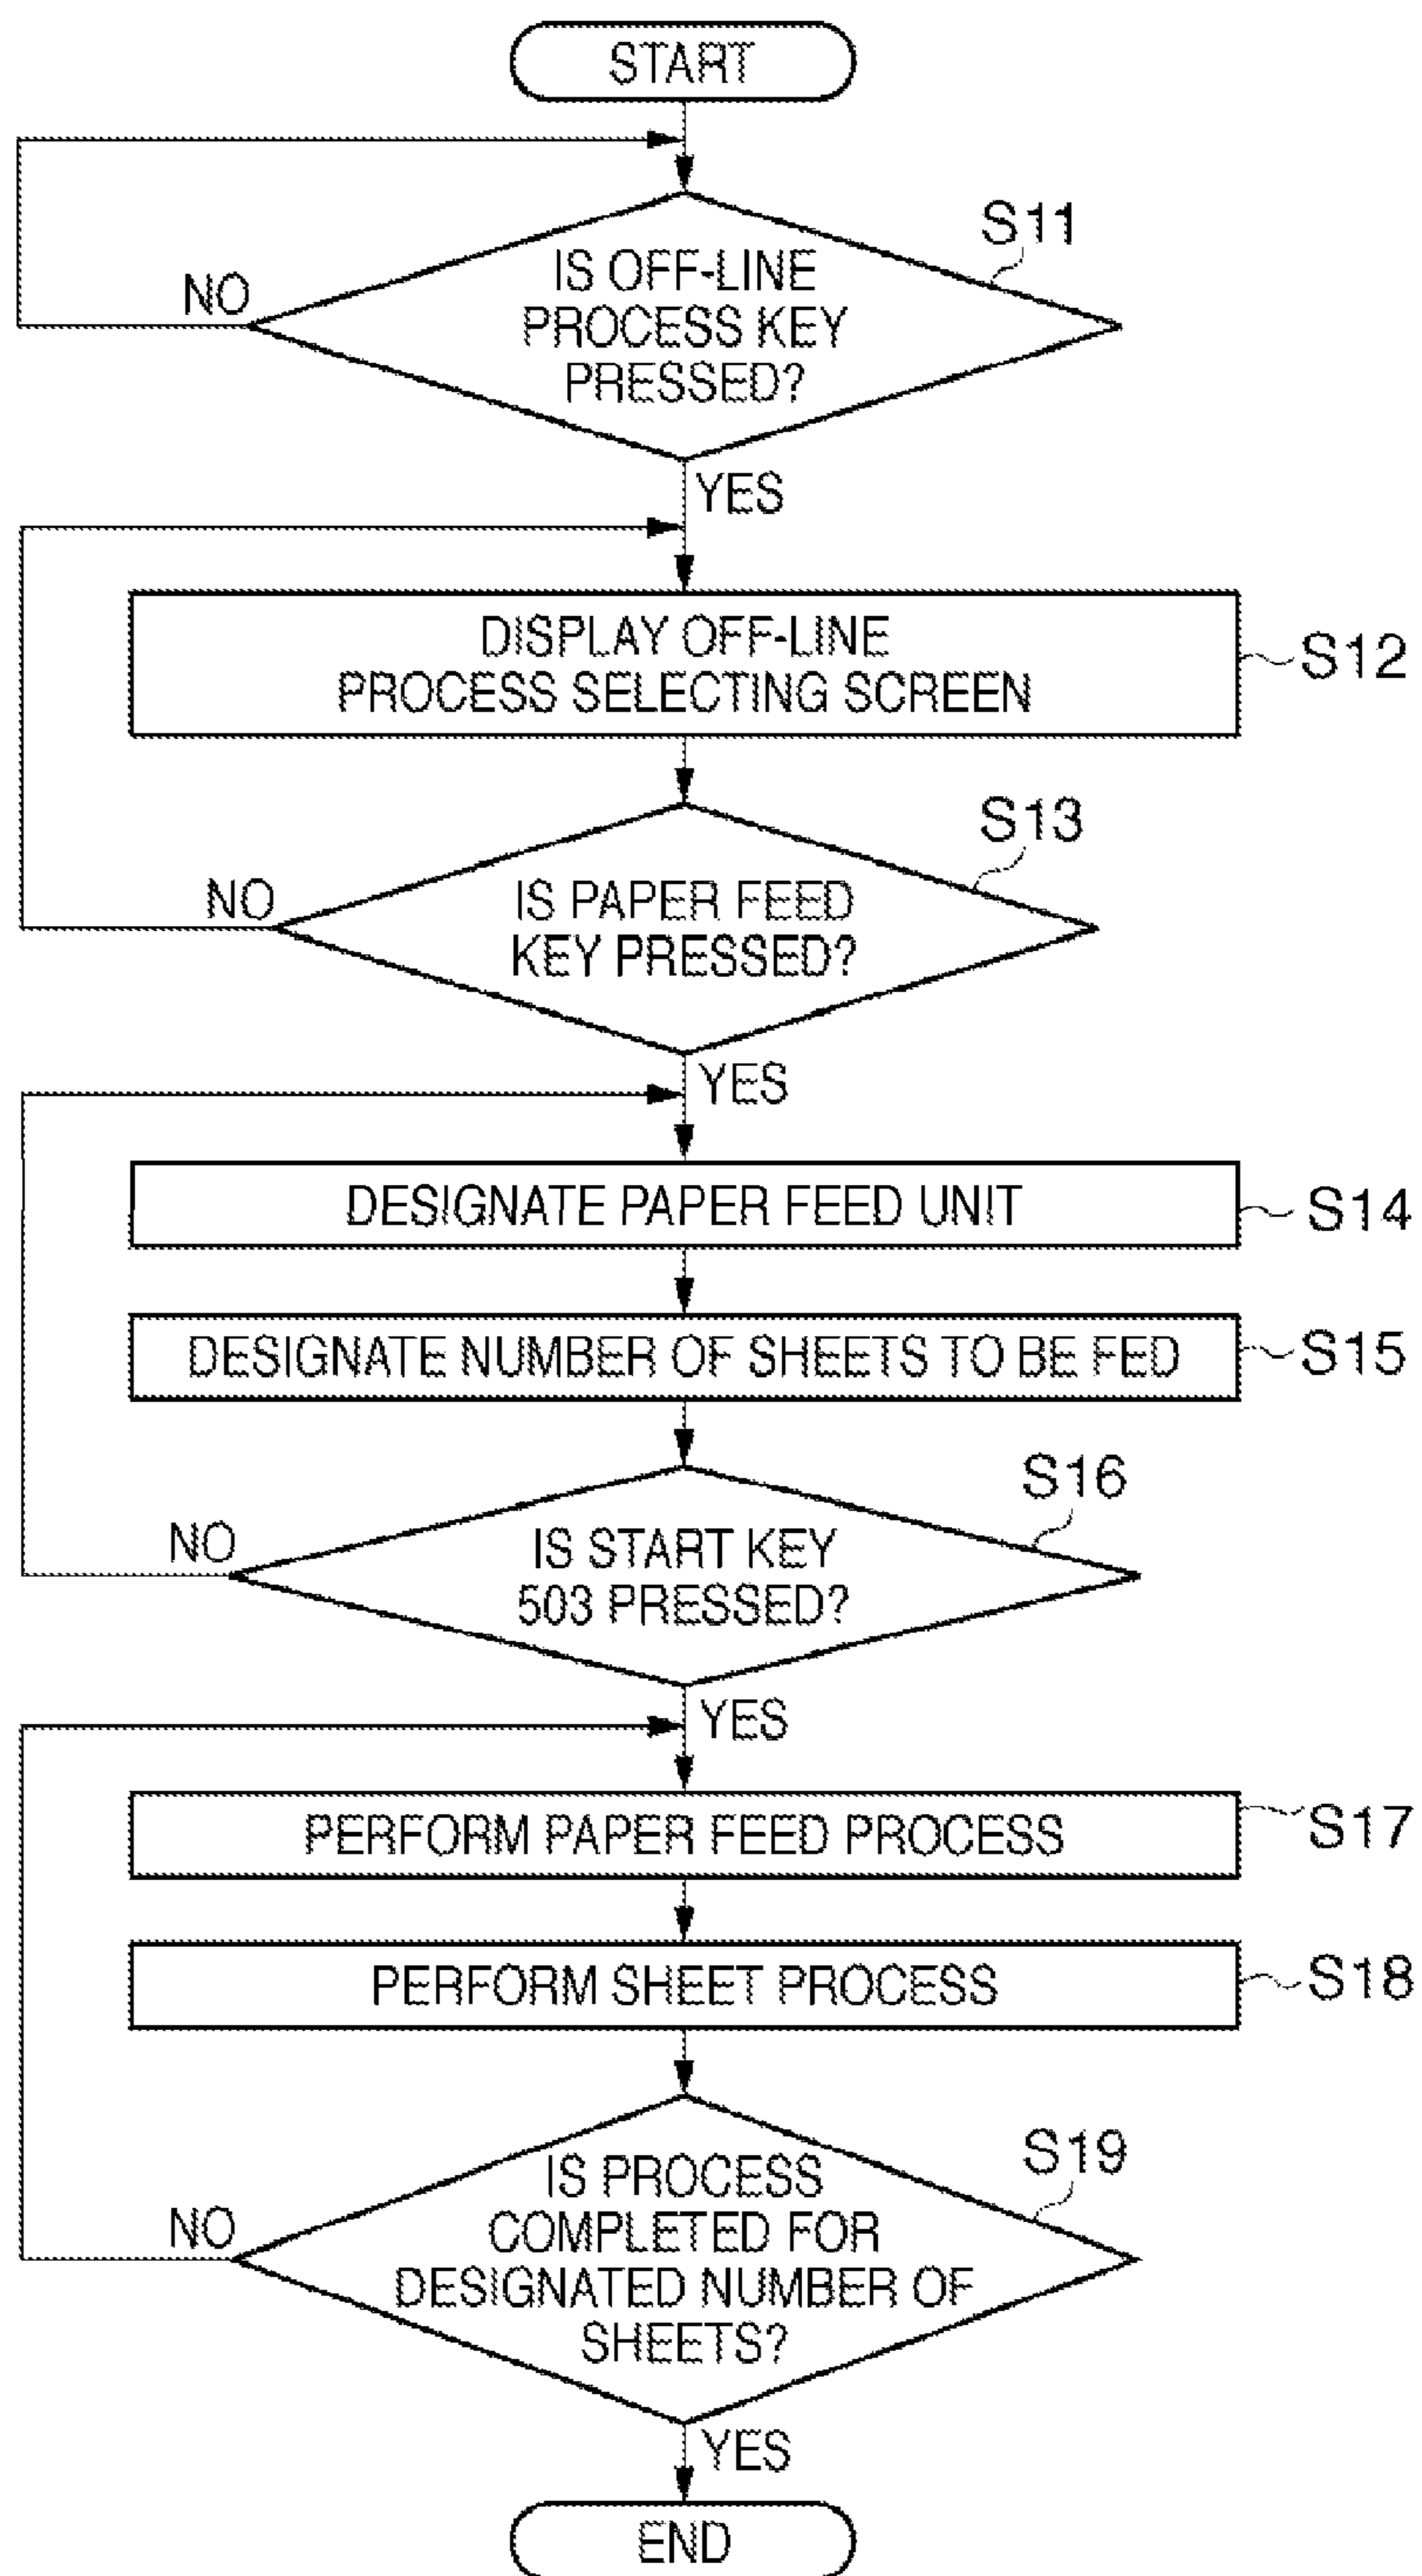 START
S11
IS OFF-LINE
PROCESS KEY
PRESSED?
NO
YES
DISPLAY OFF-LINE
PROCESS SELECTING SCREEN
S12
S13
IS PAPER FEED
KEY PRESSED?
NO
YES
DESIGNATE PAPER FEED UNIT
S14
DESIGNATE NUMBER OF SHEETS TO BE FED
S15
S16
IS START KEY
503 PRESSED?
NO
YES
PERFORM PAPER FEED PROCESS
S17
PERFORM SHEET PROCESS
S18
S19
IS PROCESS
COMPLETED FOR
DESIGNATED NUMBER OF
SHEETS?
NO
YES
END